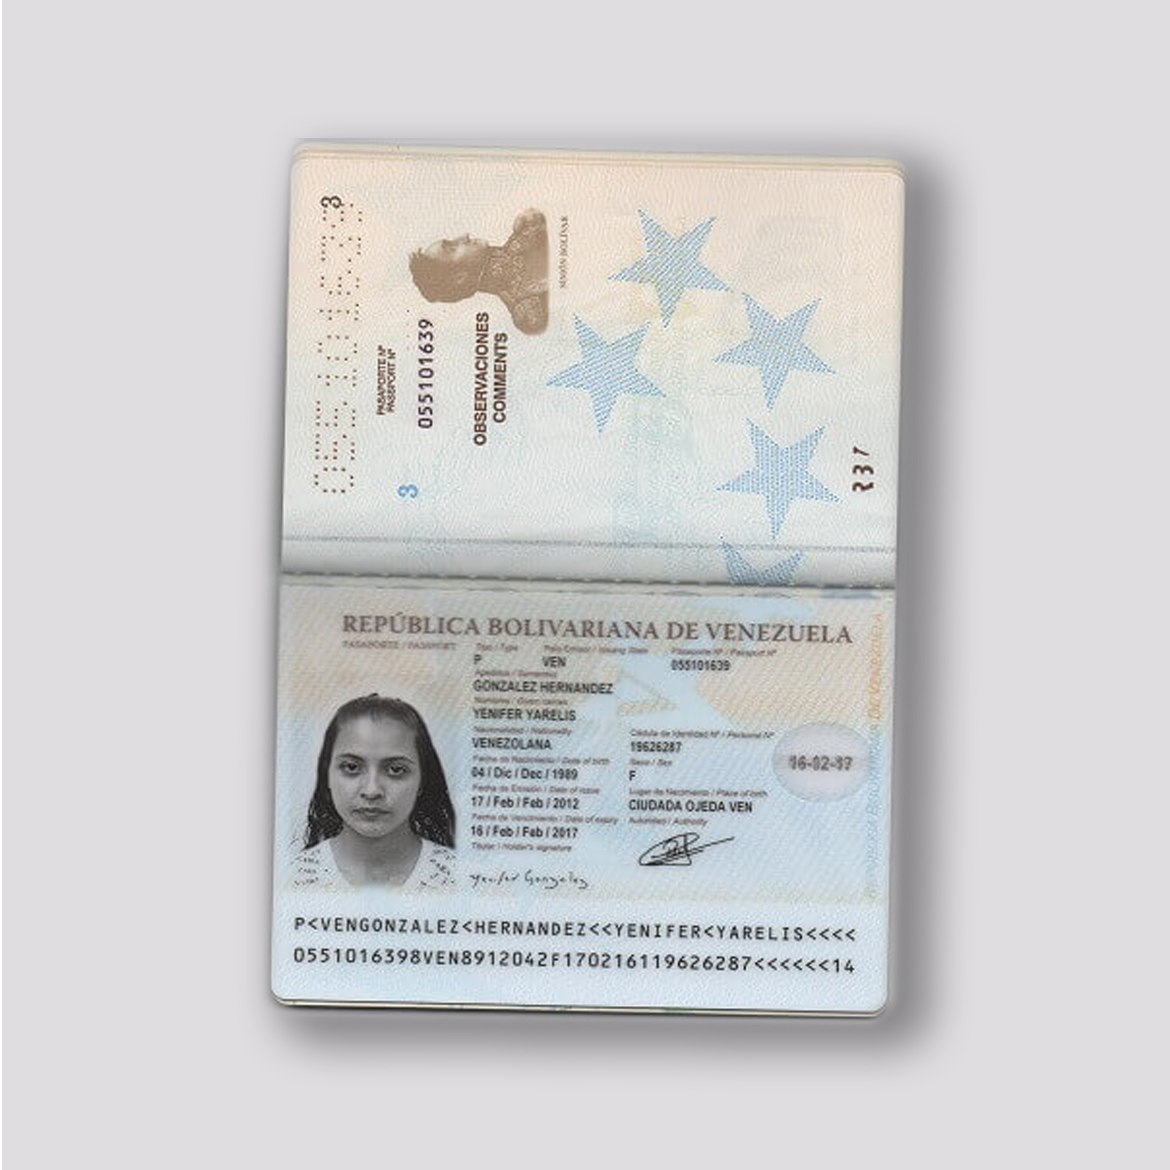 3
SIMÓN BOLÍVAR
PASAPORTE Nº
PASSPORT Nº
055101639
OBSERVACIONES
COMMENTS
3
REPÚBLICA BOLIVARIANA DE VENEZUELA
PASAPORTE / PASSPORT Tipo / Type País Emisor / Issuing State Pasaporte Nº / Passport Nº
P VEN 055101639
Apellidos / Surnames
GONZALEZ HERNANDEZ
Nombres / Given names
YENIFER YARELIS
Nacionalidad / Nationality Cédula de Identidad Nº / Personal Nº
VENEZOLANA 19626287
Fecha de Nacimiento / Date of birth Sexo / Sex
04 / Dic / Dec / 1989 F
Fecha de Emisión / Date of issue Lugar de Nacimiento / Place of birth
17 / Feb / Feb / 2012 CIUDADA OJEDA VEN
Fecha de Vencimiento / Date of expiry Autoridad / Authority
16 / Feb / Feb / 2017
Titular / Holder's signature
Yenifer Gonzalez
16-02-17
P<VENGONZALEZ<HERNANDEZ<<YENIFER<YARELIS<<<<
0551016398VEN8912042F170216119626287<<<<<<14